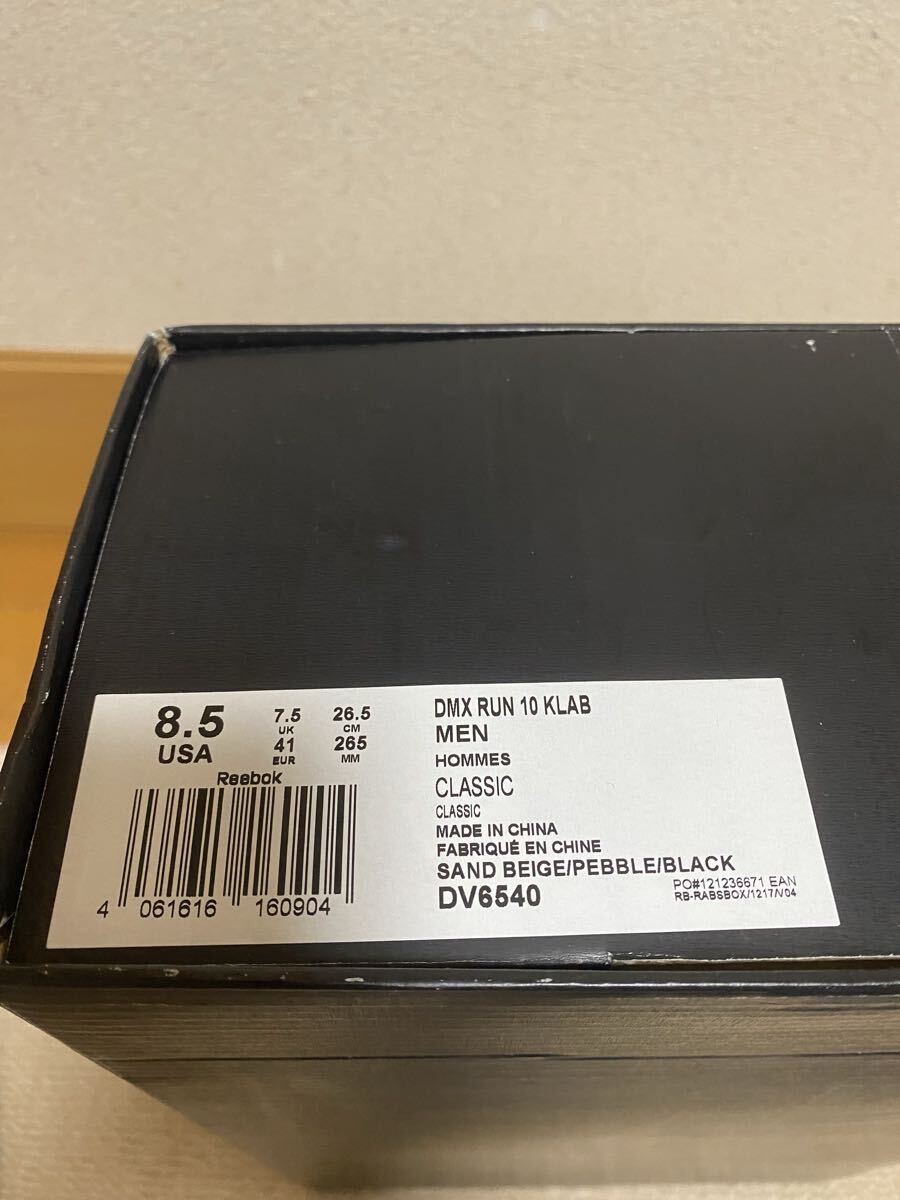 8.5
USA
7.5
UK
41
EUR
26.5
CM
265
MM
Reebok
4 061616 160904
DMX RUN 10 KLAB
MEN
HOMMES
CLASSIC
CLASSIC
MADE IN CHINA
FABRIQUÉ EN CHINE
SAND BEIGE/PEBBLE/BLACK
DV6540
PO#121236671 EAN
RB-RABSBOX/1217/V04